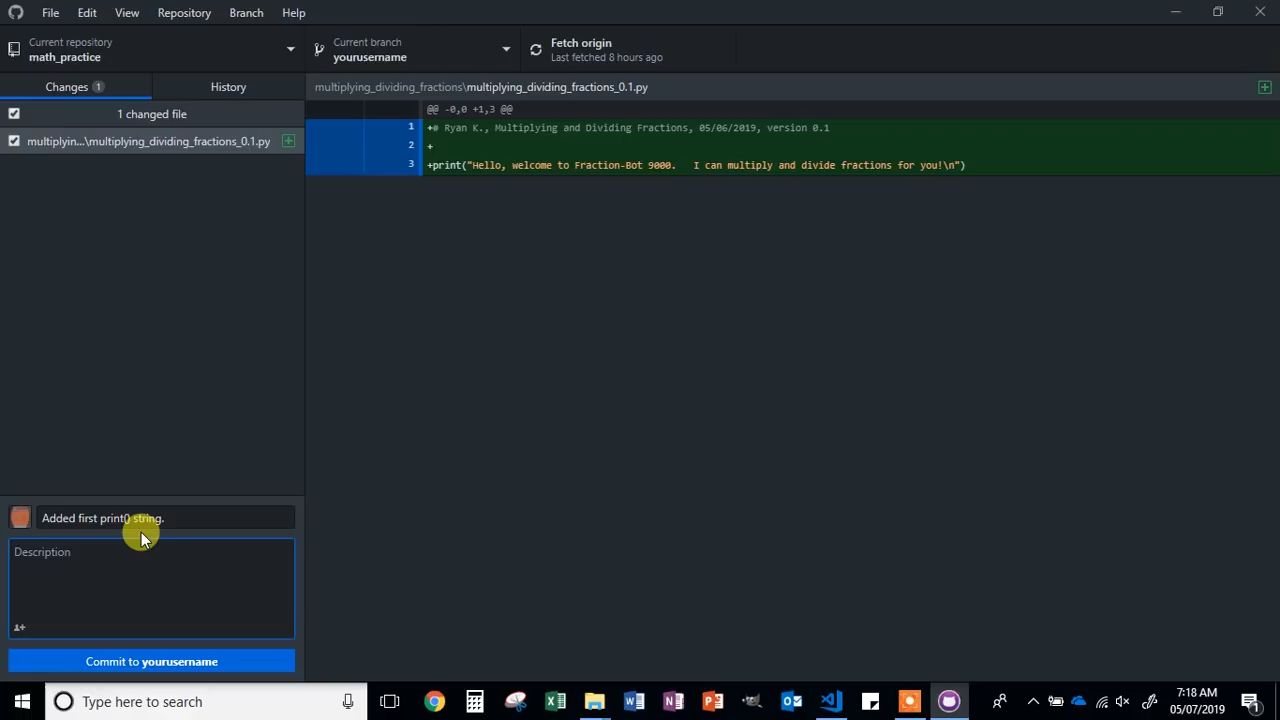 File Edit View Repository Branch Help
Current repository
math_practice
Current branch
yourusername
Fetch origin
Last fetched 8 hours ago
Changes 1
History
multiplying_dividing_fractions\multiplying_dividing_fractions_0.1.py
1 changed file
@@ -0,0 +1,3 @@
multiplyin...\multiplying_dividing_fractions_0.1.py
1 +# Ryan K., Multiplying and Dividing Fractions, 05/06/2019, version 0.1
2 +
3 +print("Hello, welcome to Fraction-Bot 9000.   I can multiply and divide fractions for you!\n")
Added first print() string.
Description
Commit to yourusername
Type here to search
7:18 AM
05/07/2019
1